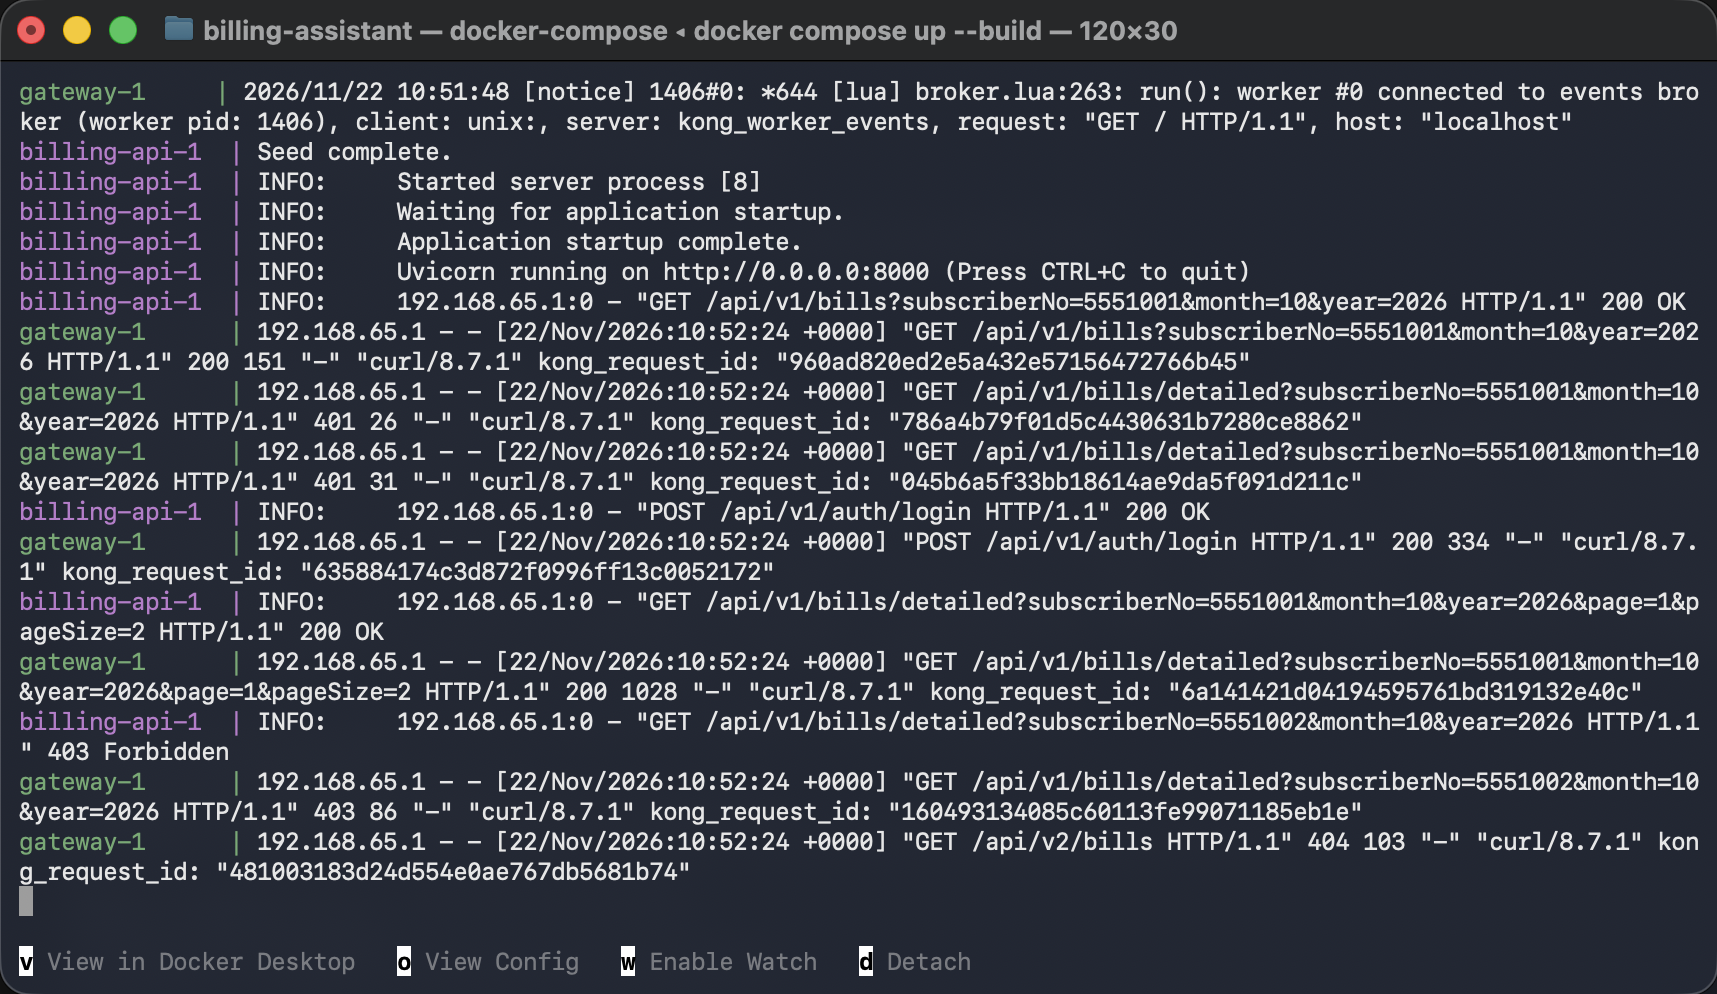 billing-assistant — docker-compose ◂ docker compose up --build — 120×30
gateway-1     | 2026/11/22 10:51:48 [notice] 1406#0: *644 [lua] broker.lua:263: run(): worker #0 connected to events bro
ker (worker pid: 1406), client: unix:, server: kong_worker_events, request: "GET / HTTP/1.1", host: "localhost"
billing-api-1  | Seed complete.
billing-api-1  | INFO:     Started server process [8]
billing-api-1  | INFO:     Waiting for application startup.
billing-api-1  | INFO:     Application startup complete.
billing-api-1  | INFO:     Uvicorn running on http://0.0.0.0:8000 (Press CTRL+C to quit)
billing-api-1  | INFO:     192.168.65.1:0 - "GET /api/v1/bills?subscriberNo=5551001&month=10&year=2026 HTTP/1.1" 200 OK
gateway-1      | 192.168.65.1 - - [22/Nov/2026:10:52:24 +0000] "GET /api/v1/bills?subscriberNo=5551001&month=10&year=202
6 HTTP/1.1" 200 151 "-" "curl/8.7.1" kong_request_id: "960ad820ed2e5a432e57156472766b45"
gateway-1      | 192.168.65.1 - - [22/Nov/2026:10:52:24 +0000] "GET /api/v1/bills/detailed?subscriberNo=5551001&month=10
&year=2026 HTTP/1.1" 401 26 "-" "curl/8.7.1" kong_request_id: "786a4b79f01d5c4430631b7280ce8862"
gateway-1      | 192.168.65.1 - - [22/Nov/2026:10:52:24 +0000] "GET /api/v1/bills/detailed?subscriberNo=5551001&month=10
&year=2026 HTTP/1.1" 401 31 "-" "curl/8.7.1" kong_request_id: "045b6a5f33bb18614ae9da5f091d211c"
billing-api-1  | INFO:     192.168.65.1:0 - "POST /api/v1/auth/login HTTP/1.1" 200 OK
gateway-1      | 192.168.65.1 - - [22/Nov/2026:10:52:24 +0000] "POST /api/v1/auth/login HTTP/1.1" 200 334 "-" "curl/8.7.
1" kong_request_id: "635884174c3d872f0996ff13c0052172"
billing-api-1  | INFO:     192.168.65.1:0 - "GET /api/v1/bills/detailed?subscriberNo=5551001&month=10&year=2026&page=1&p
ageSize=2 HTTP/1.1" 200 OK
gateway-1      | 192.168.65.1 - - [22/Nov/2026:10:52:24 +0000] "GET /api/v1/bills/detailed?subscriberNo=5551001&month=10
&year=2026&page=1&pageSize=2 HTTP/1.1" 200 1028 "-" "curl/8.7.1" kong_request_id: "6a141421d04194595761bd319132e40c"
billing-api-1  | INFO:     192.168.65.1:0 - "GET /api/v1/bills/detailed?subscriberNo=5551002&month=10&year=2026 HTTP/1.1
" 403 Forbidden
gateway-1      | 192.168.65.1 - - [22/Nov/2026:10:52:24 +0000] "GET /api/v1/bills/detailed?subscriberNo=5551002&month=10
&year=2026 HTTP/1.1" 403 86 "-" "curl/8.7.1" kong_request_id: "160493134085c60113fe99071185eb1e"
gateway-1      | 192.168.65.1 - - [22/Nov/2026:10:52:24 +0000] "GET /api/v2/bills HTTP/1.1" 404 103 "-" "curl/8.7.1" kon
g_request_id: "481003183d24d554e0ae767db5681b74"
v View in Docker Desktop   o View Config   w Enable Watch   d Detach